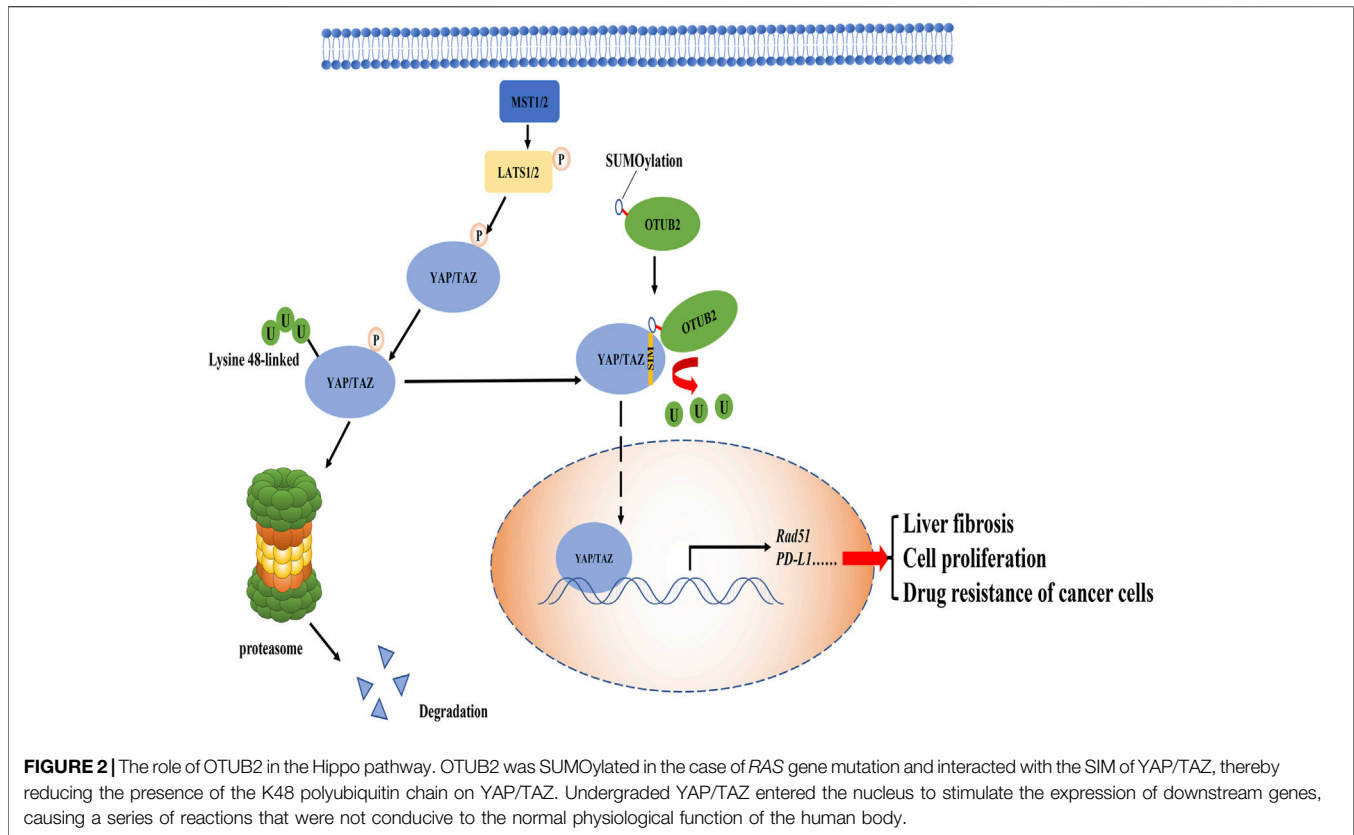 MST1/2
P
LATS1/2
SUMOylation
OTUB2
P
YAP/TAZ
U U U
Lysine 48-linked
P
YAP/TAZ
OTUB2
YAP/TAZ
SIM
U U U
proteasome
Degradation
YAP/TAZ
Rad51
PD-L1......
Liver fibrosis
Cell proliferation
Drug resistance of cancer cells
FIGURE 2 | The role of OTUB2 in the Hippo pathway. OTUB2 was SUMOylated in the case of RAS gene mutation and interacted with the SIM of YAP/TAZ, thereby
reducing the presence of the K48 polyubiquitin chain on YAP/TAZ. Undergraded YAP/TAZ entered the nucleus to stimulate the expression of downstream genes,
causing a series of reactions that were not conducive to the normal physiological function of the human body.